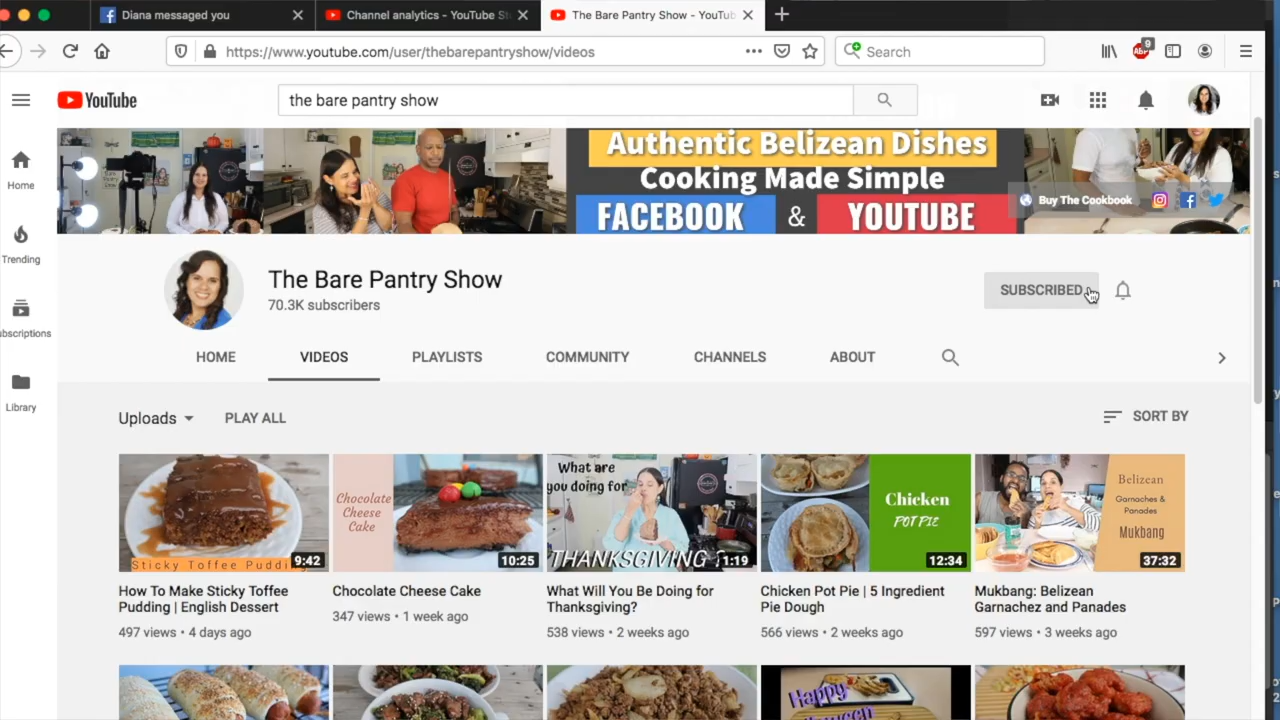 Diana messaged you
Channel analytics - YouTube St
The Bare Pantry Show - YouTub
https://www.youtube.com/user/thebarepantryshow/videos
Search
ABP
9
YouTube
the bare pantry show
Authentic Belizean Dishes
Cooking Made Simple
FACEBOOK & YOUTUBE
Buy The Cookbook
Home
Trending
ubscriptions
Library
The Bare Pantry Show
70.3K subscribers
SUBSCRIBED
HOME VIDEOS PLAYLISTS COMMUNITY CHANNELS ABOUT
Uploads PLAY ALL SORT BY
Sticky Toffee Puddi
9:42
Chocolate
Cheese
Cake
10:25
What are
you doing for
THANKSGIVING ?
1:19
Chicken
POT PIE
12:34
Belizean
Garnaches &
Panades
Mukbang
37:32
How To Make Sticky Toffee
Pudding | English Dessert
497 views • 4 days ago
Chocolate Cheese Cake
347 views • 1 week ago
What Will You Be Doing for
Thanksgiving?
538 views • 2 weeks ago
Chicken Pot Pie | 5 Ingredient
Pie Dough
566 views • 2 weeks ago
Mukbang: Belizean
Garnachez and Panades
597 views • 3 weeks ago
Happy